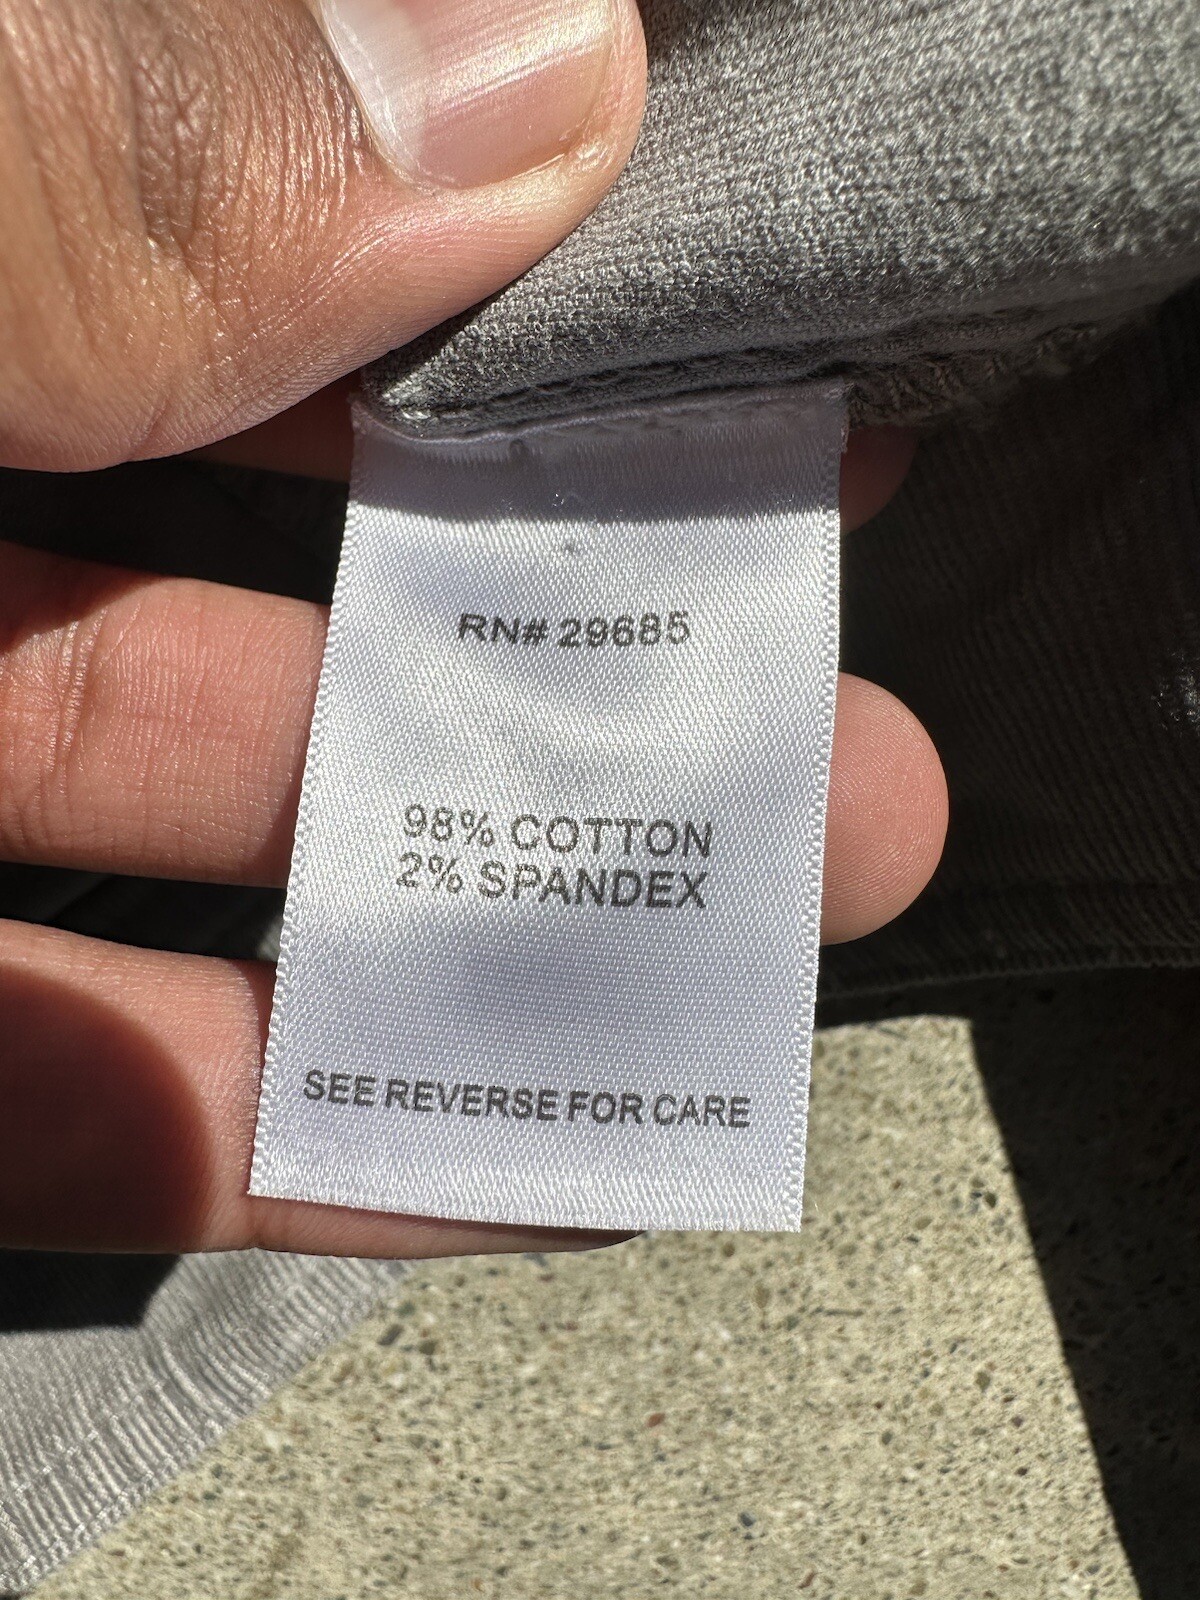 RN# 29685
98% COTTON
2% SPANDEX
SEE REVERSE FOR CARE